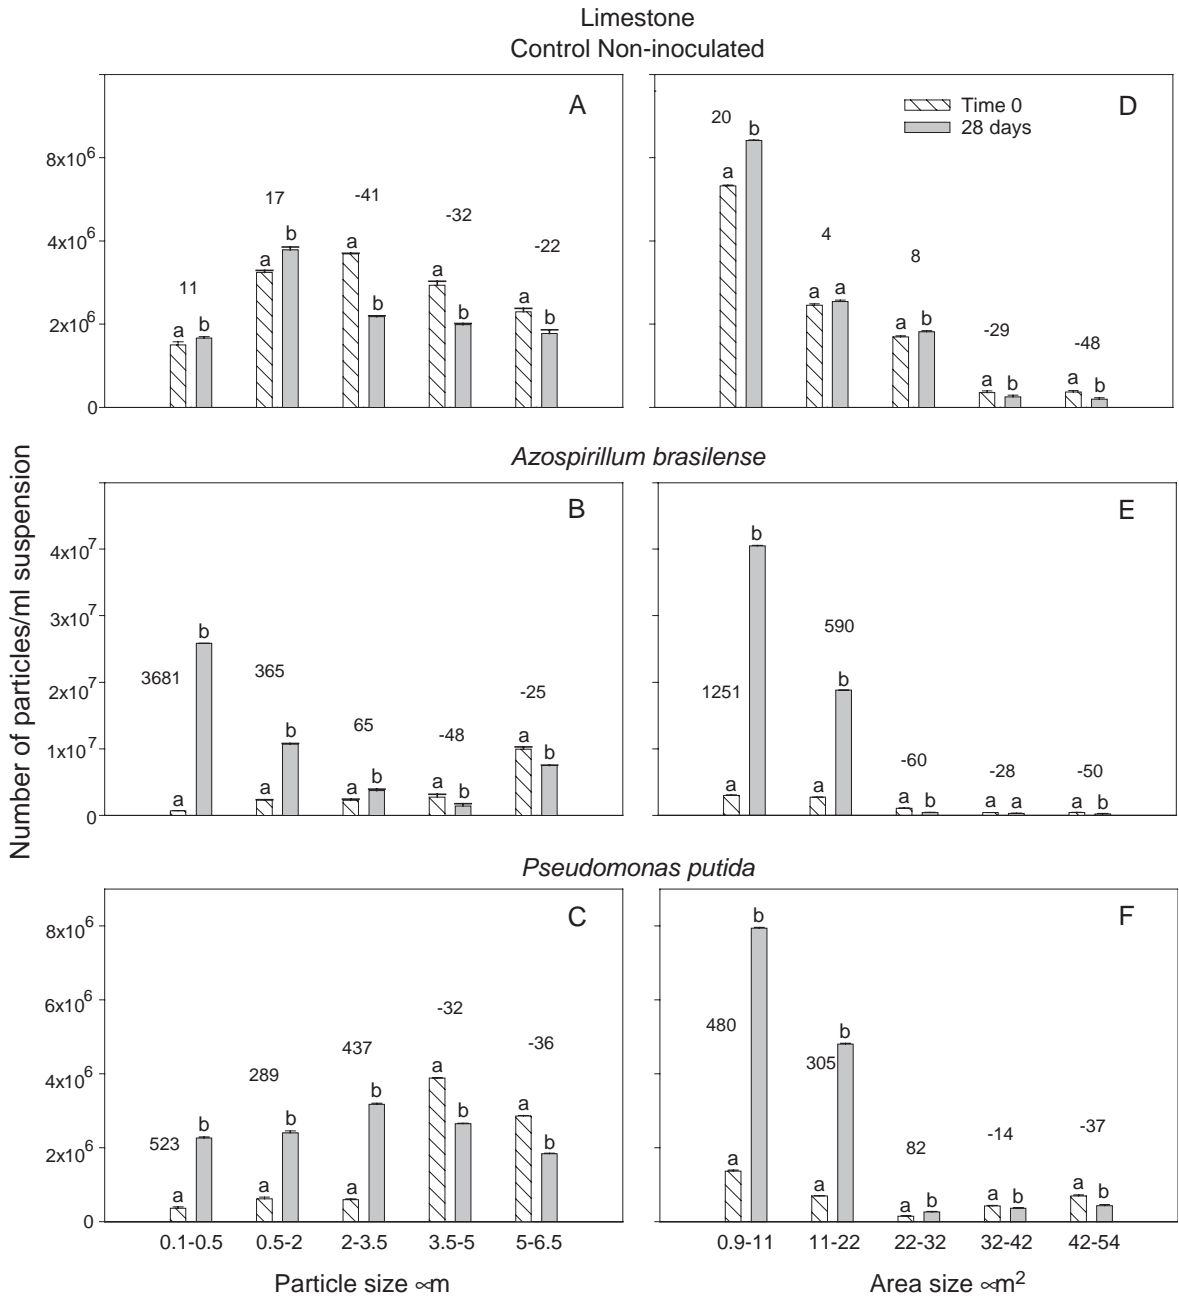 Limestone
Control Non-inoculated
A
D
Time 0
28 days
8x10^6
4x10^6
2x10^6
0
11
17
-41
-32
-22
a b
a b
a b
a b
a b
20
4
8
-29
-48
a b
a a
a b
a b
a b
Number of particles/ml suspension
Azospirillum brasilense
B
E
4x10^7
3x10^7
2x10^7
1x10^7
0
3681
365
65
-48
-25
a b
a b
a b
a b
a b
1251
590
-60
-28
-50
a b
a b
a b
a a
a b
Pseudomonas putida
C
F
8x10^6
6x10^6
4x10^6
2x10^6
0
523
289
437
-32
-36
a b
a b
a b
a b
a b
480
305
82
-14
-37
a b
a b
a b
a b
a b
0.1-0.5 0.5-2 2-3.5 3.5-5 5-6.5
0.9-11 11-22 22-32 32-42 42-54
Particle size ∝m
Area size ∝m²